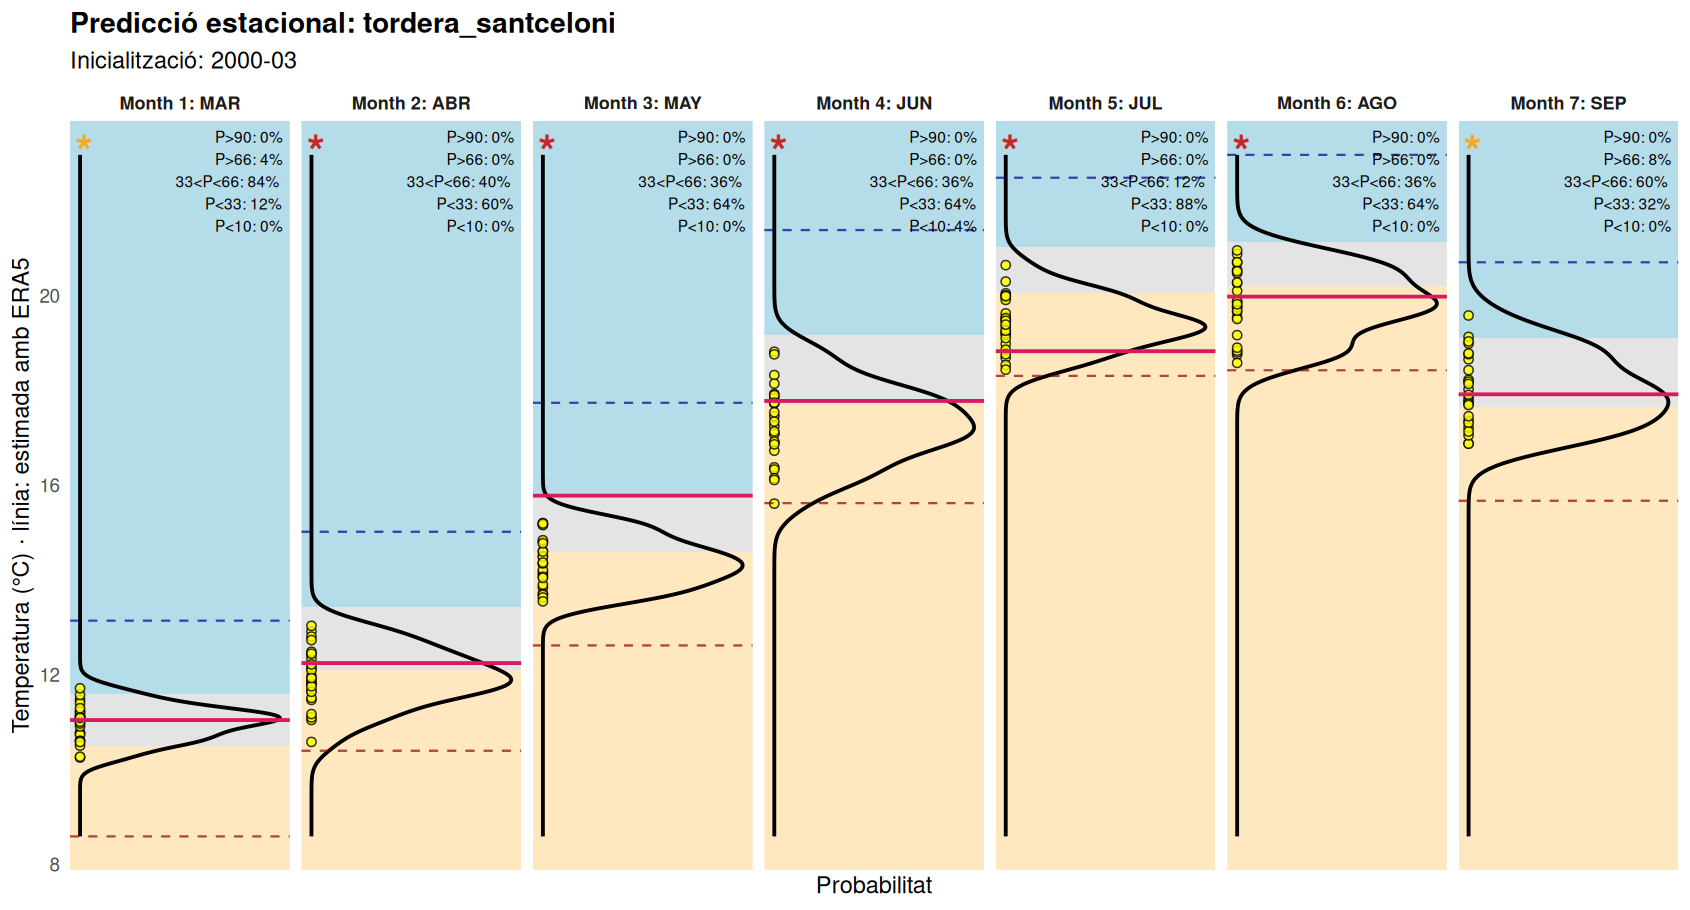 Predicció estacional: tordera_santceloni
Inicialització: 2000-03
Month 1: MAR
Month 2: ABR
Month 3: MAY
Month 4: JUN
Month 5: JUL
Month 6: AGO
Month 7: SEP
*
P>90: 0%
P>66: 4%
33<P<66: 84%
P<33: 12%
P<10: 0%
*
P>90: 0%
P>66: 0%
33<P<66: 40%
P<33: 60%
P<10: 0%
*
P>90: 0%
P>66: 0%
33<P<66: 36%
P<33: 64%
P<10: 0%
*
P>90: 0%
P>66: 0%
33<P<66: 36%
P<33: 64%
P<10: 4%
*
P>90: 0%
P>66: 0%
33<P<66: 12%
P<33: 88%
P<10: 0%
*
P>90: 0%
P>66: 0%
33<P<66: 36%
P<33: 64%
P<10: 0%
*
P>90: 0%
P>66: 8%
33<P<66: 60%
P<33: 32%
P<10: 0%
Temperatura (°C) · línia: estimada amb ERA5
20
16
12
8
Probabilitat